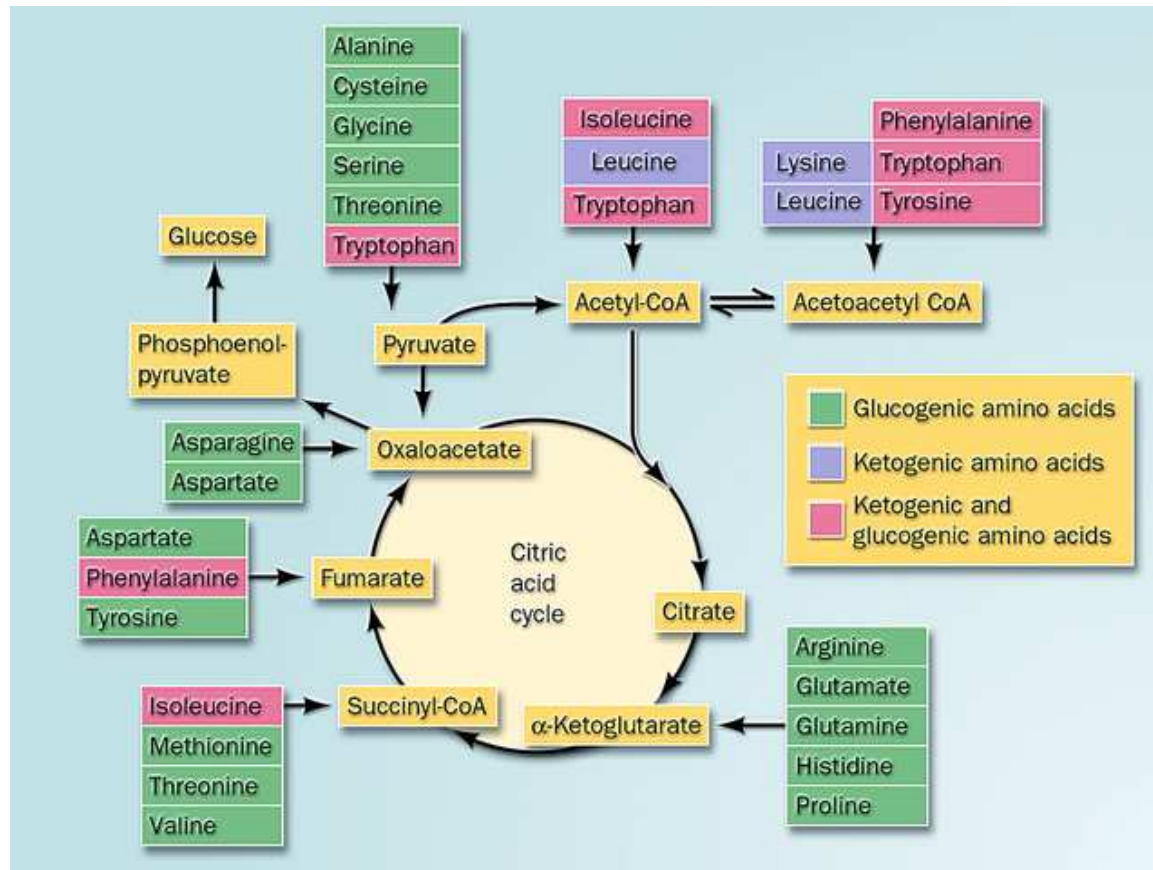 Alanine
Cysteine
Glycine
Serine
Threonine
Tryptophan
Isoleucine
Leucine
Tryptophan
Phenylalanine
Lysine Tryptophan
Leucine Tyrosine
Glucose
Acetyl-CoA
Acetoacetyl CoA
Phosphoenol-
pyruvate
Pyruvate
Glucogenic amino acids
Ketogenic amino acids
Ketogenic and
glucogenic amino acids
Asparagine
Aspartate
Oxaloacetate
Aspartate
Phenylalanine
Tyrosine
Fumarate
Citric
acid
cycle
Citrate
Isoleucine
Methionine
Threonine
Valine
Succinyl-CoA
α-Ketoglutarate
Arginine
Glutamate
Glutamine
Histidine
Proline